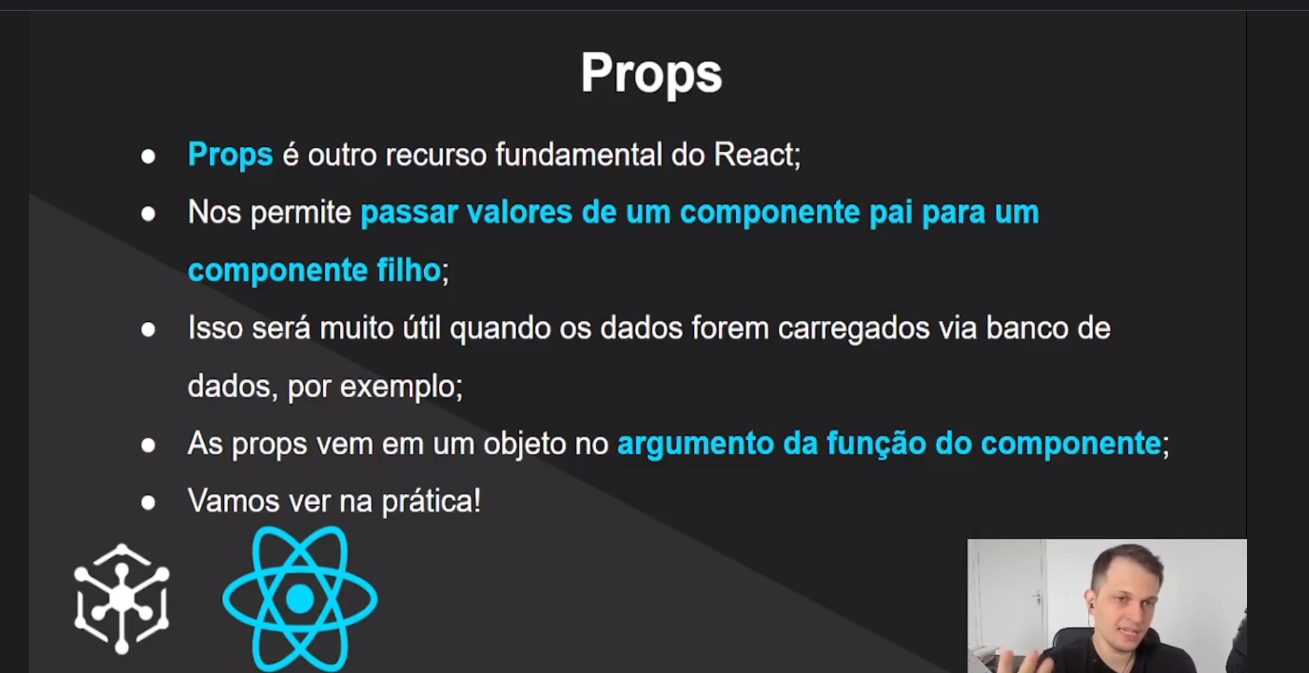 Props
● Props é outro recurso fundamental do React;
● Nos permite passar valores de um componente pai para um
componente filho;
● Isso será muito útil quando os dados forem carregados via banco de
dados, por exemplo;
● As props vem em um objeto no argumento da função do componente;
● Vamos ver na prática!